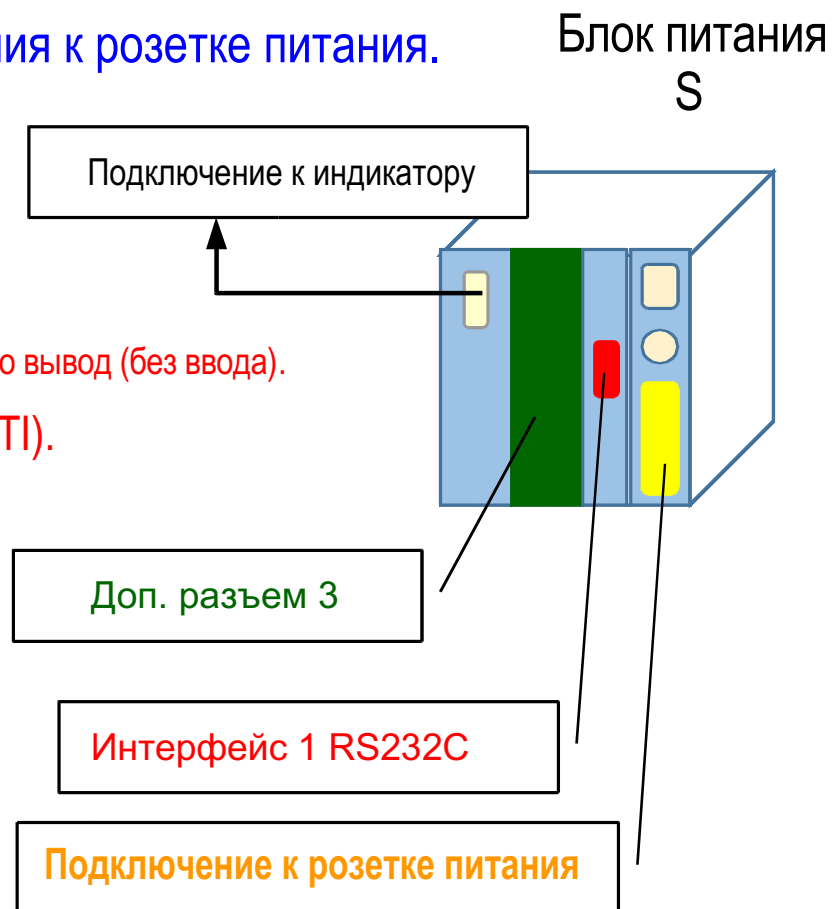 ия к розетке питания.
Блок питания
S
Подключение к индикатору
о вывод (без ввода).
TI).
Доп. разъем 3
Интерфейс 1 RS232C
Подключение к розетке питания